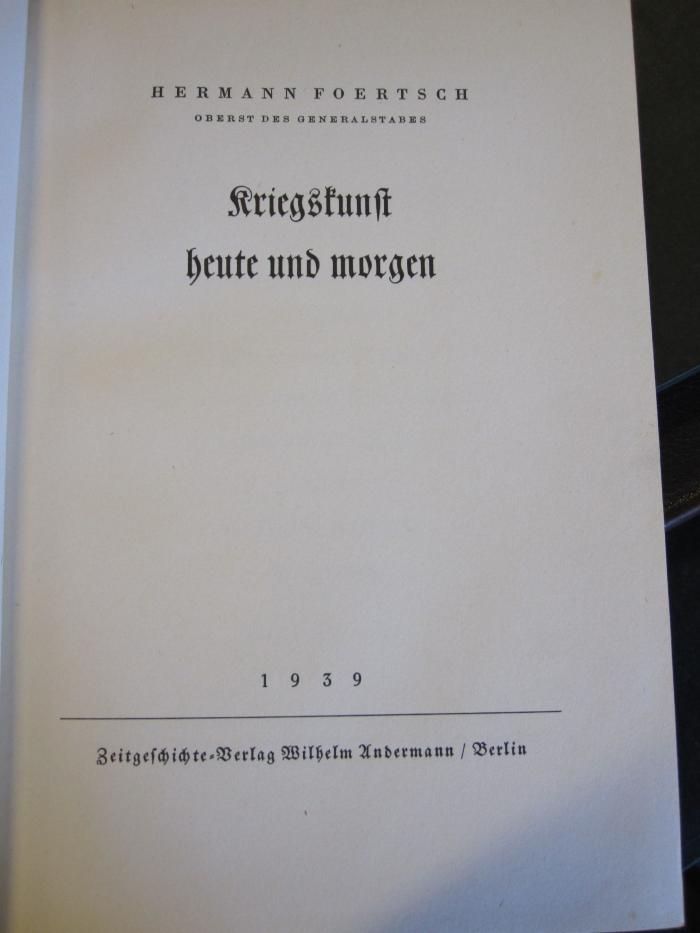 HERMANN FOERTSCH
OBERST DES GENERALSTABES
Kriegskunst
heute und morgen
1939
Zeitgeschichte-Verlag Wilhelm Andermann / Berlin